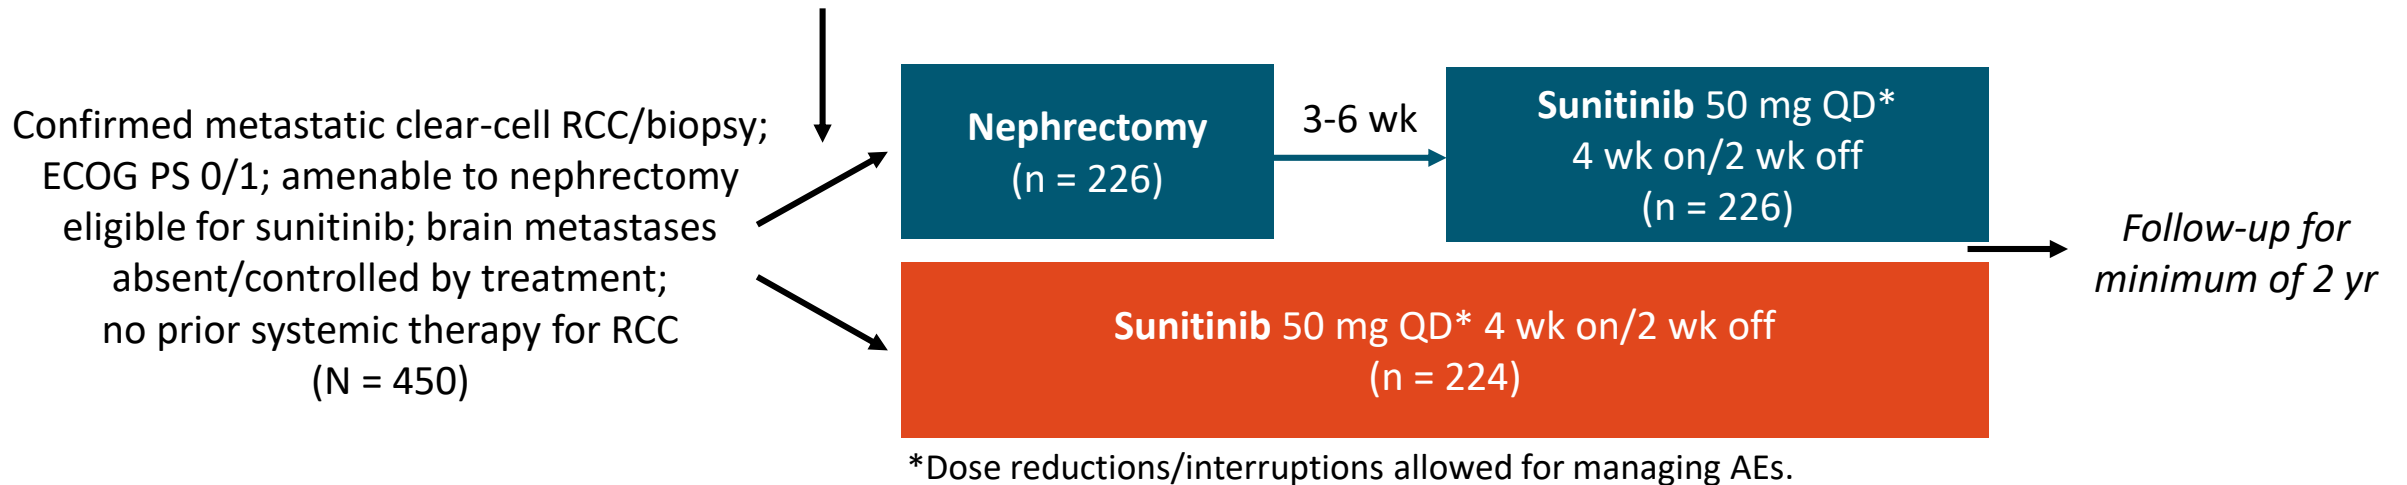 Confirmed metastatic clear-cell RCC/biopsy;
ECOG PS 0/1; amenable to nephrectomy
eligible for sunitinib; brain metastases
absent/controlled by treatment;
no prior systemic therapy for RCC
(N = 450)
Nephrectomy
(n = 226)
3-6 wk
Sunitinib 50 mg QD*
4 wk on/2 wk off
(n = 226)
Sunitinib 50 mg QD* 4 wk on/2 wk off
(n = 224)
Follow-up for
minimum of 2 yr
*Dose reductions/interruptions allowed for managing AEs.